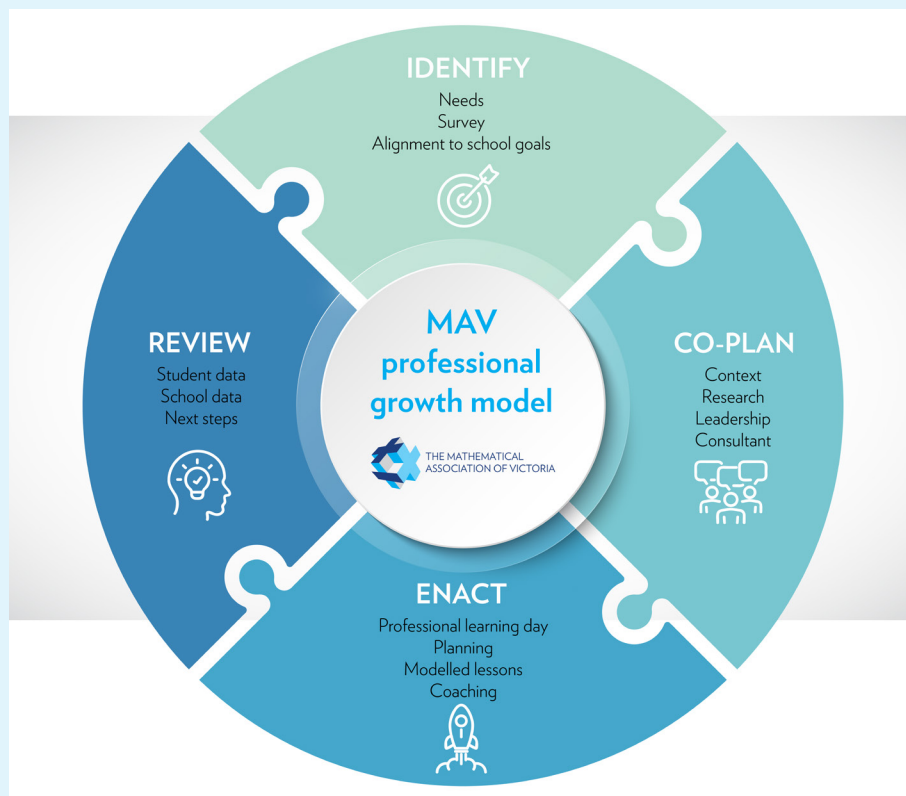 IDENTIFY
Needs
Survey
Alignment to school goals
MAV
professional
growth model
THE MATHEMATICAL
ASSOCIATION OF VICTORIA
CO-PLAN
Context
Research
Leadership
Consultant
ENACT
Professional learning day
Planning
Modelled lessons
Coaching
REVIEW
Student data
School data
Next steps